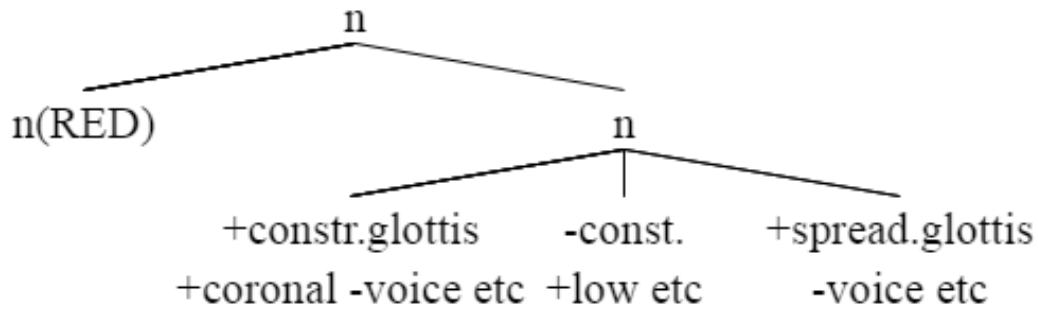 n
n(RED)
n
+constr.glottis -const. +spread.glottis
+coronal -voice etc +low etc -voice etc